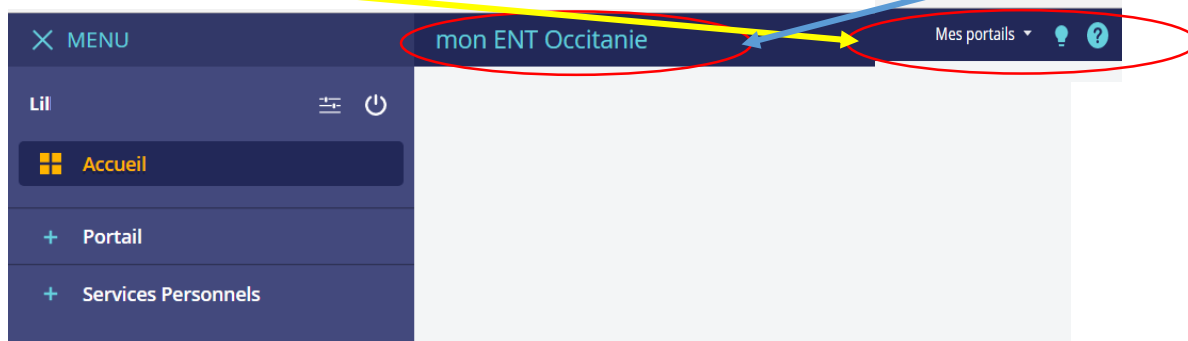 MENU
mon ENT Occitanie
Mes portails
?
Lil
Accueil
+ Portail
+ Services Personnels